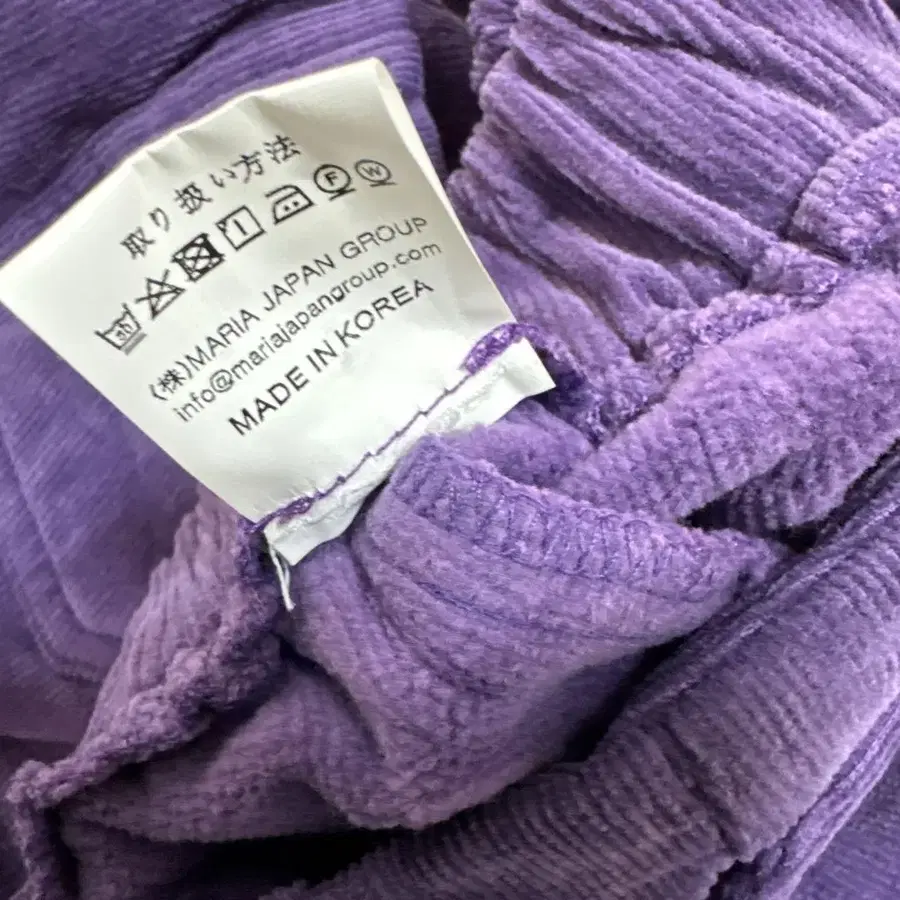 取り扱い方法
F W
(株)MARIA JAPAN GROUP
info@mariajapangroup.com
MADE IN KOREA